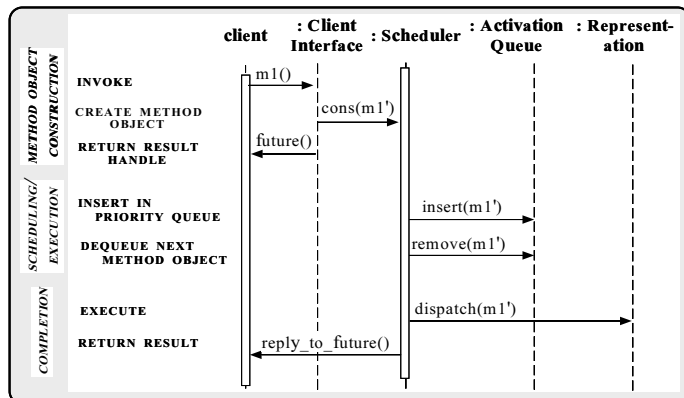 client
: Client
Interface
: Scheduler
: Activation
Queue
: Represent-
ation
METHOD OBJECT
CONSTRUCTION
INVOKE
m1()
CREATE METHOD
OBJECT
cons(m1')
RETURN RESULT
HANDLE
future()
SCHEDULING/
EXECUTION
INSERT IN
PRIORITY QUEUE
insert(m1')
DEQUEUE NEXT
METHOD OBJECT
remove(m1')
COMPLETION
EXECUTE
dispatch(m1')
RETURN RESULT
reply_to_future()